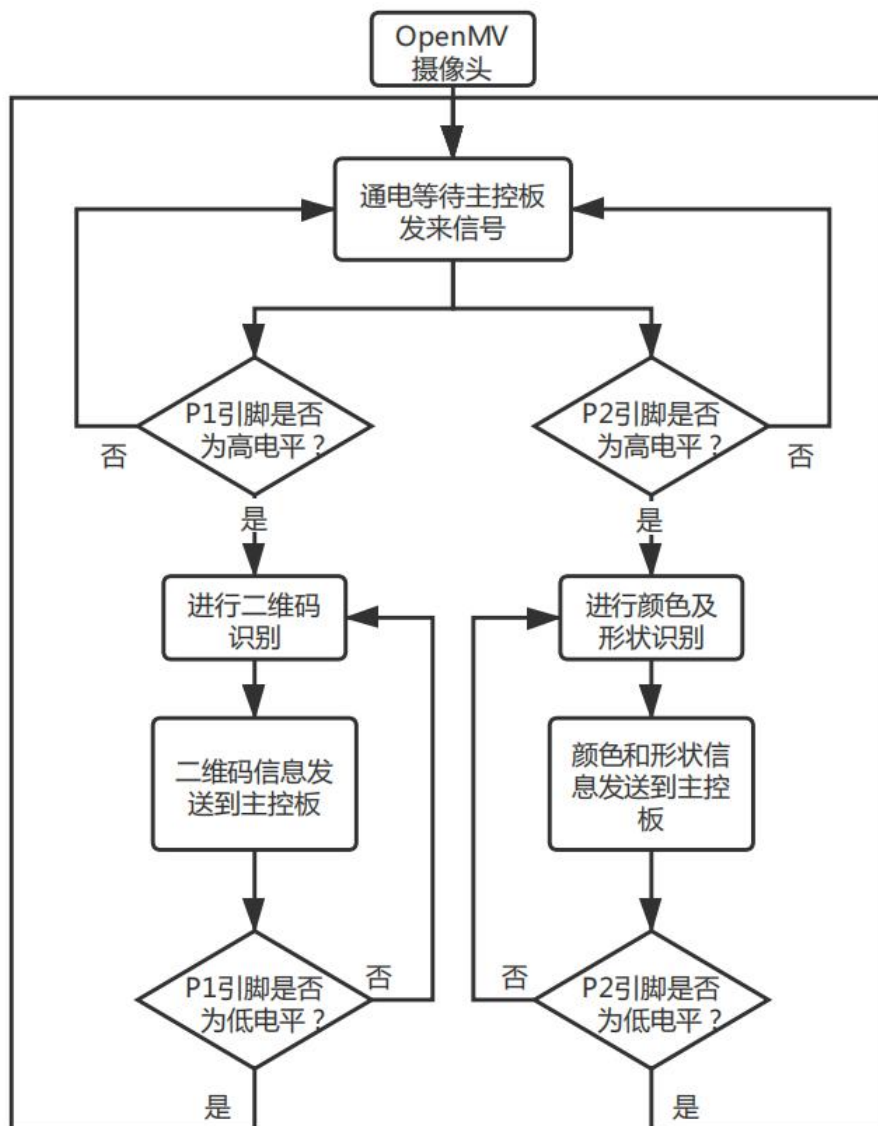 OpenMV
摄像头
通电等待主控板
发来信号
P1引脚是否
为高电平？
否
是
P2引脚是否
为高电平？
否
是
进行二维码
识别
进行颜色及
形状识别
二维码信息发
送到主控板
颜色和形状信
息发送到主控
板
P1引脚是否
为低电平？
否
是
P2引脚是否
为低电平？
否
是